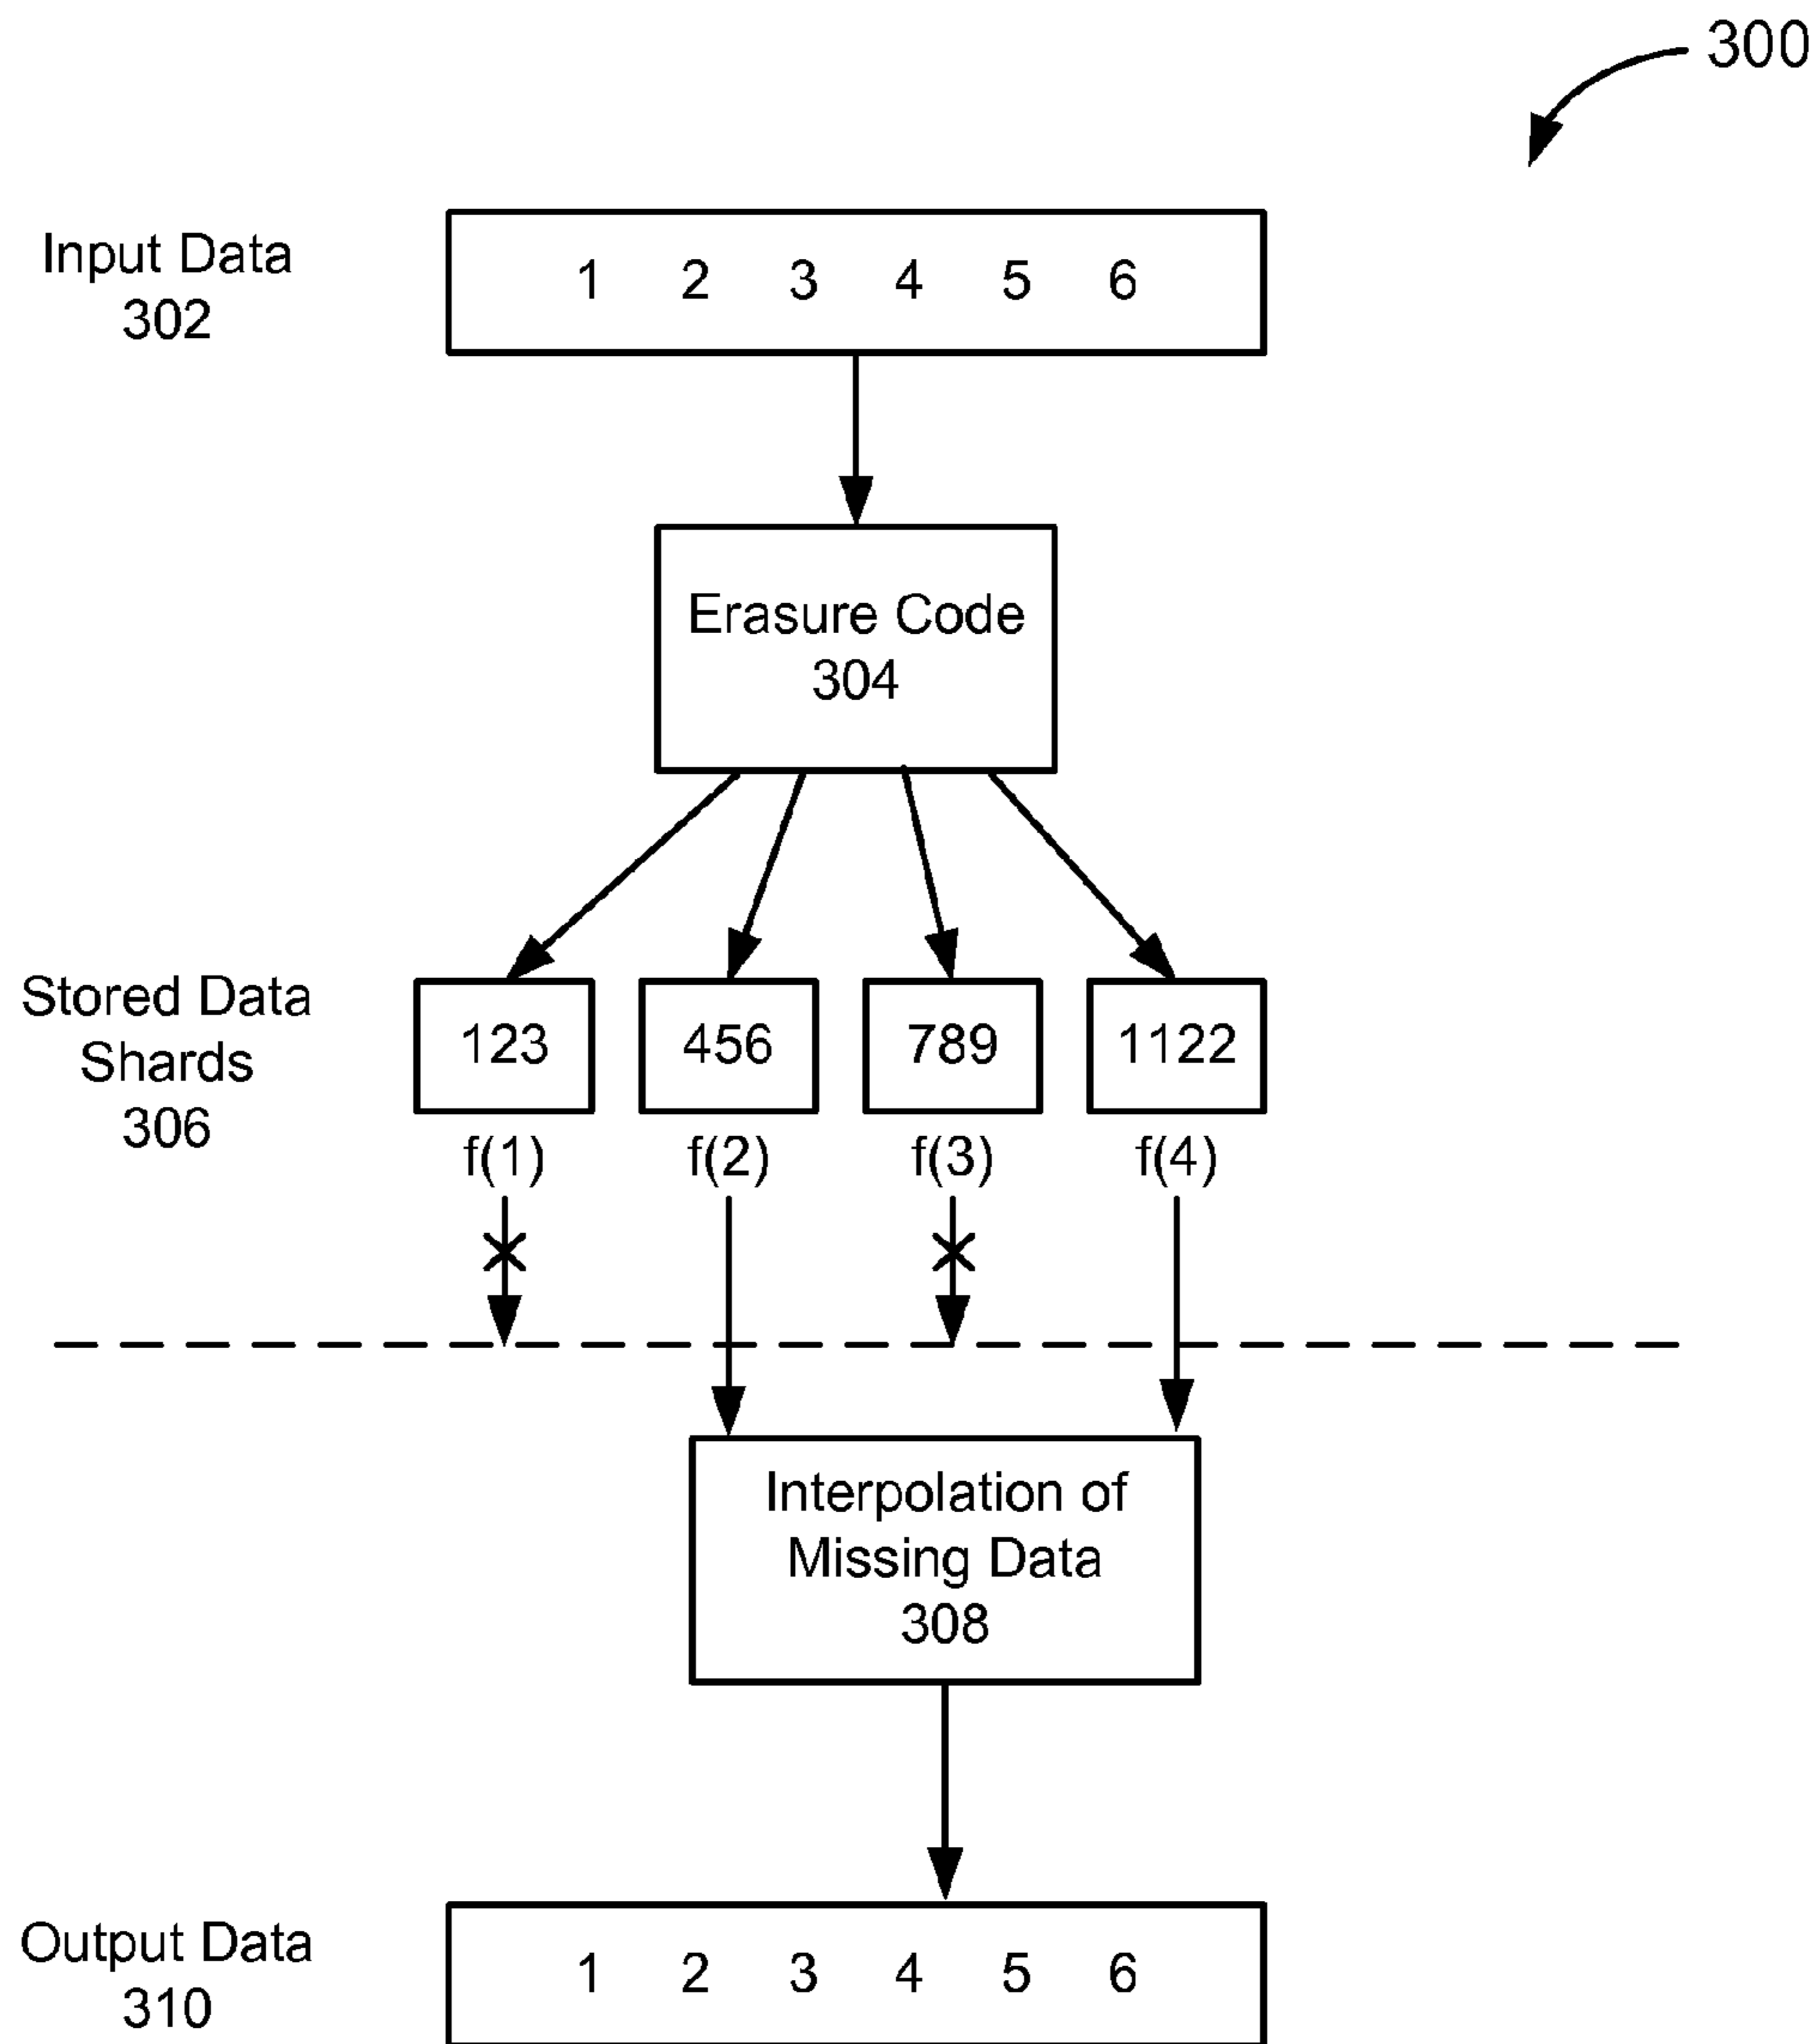 300
Input Data
302
1 2 3 4 5 6
Erasure Code
304
Stored Data
Shards
306
123 456 789 1122
f(1) f(2) f(3) f(4)
Interpolation of
Missing Data
308
Output Data
310
1 2 3 4 5 6